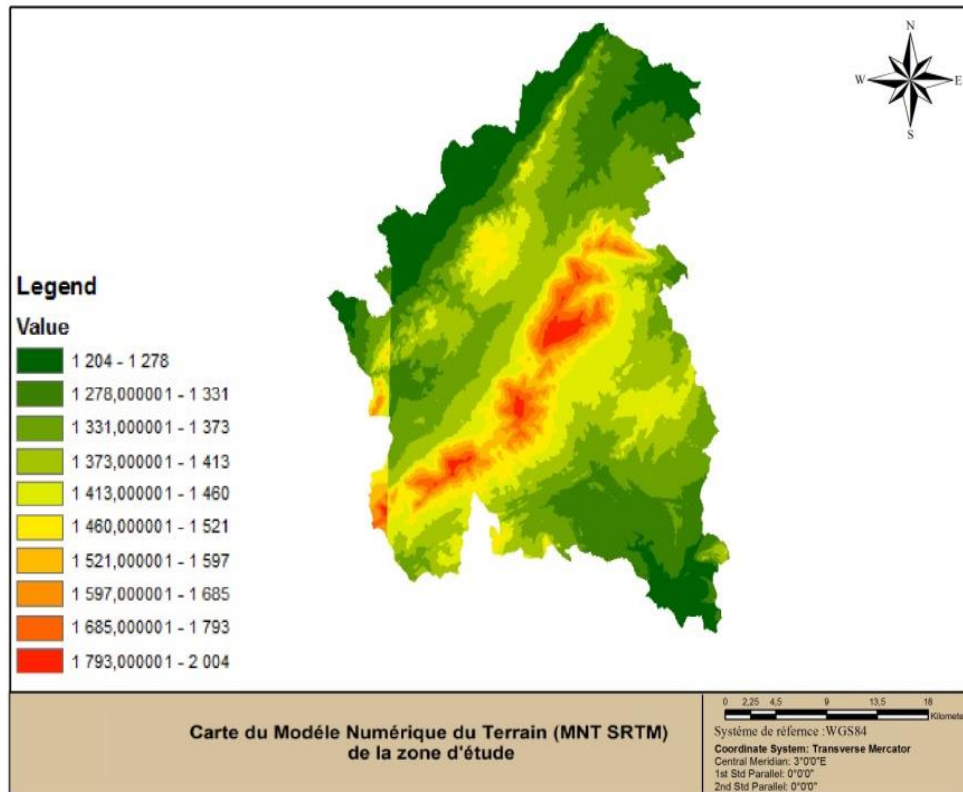 N
W E
S
Legend
Value
1 204 - 1 278
1 278,000001 - 1 331
1 331,000001 - 1 373
1 373,000001 - 1 413
1 413,000001 - 1 460
1 460,000001 - 1 521
1 521,000001 - 1 597
1 597,000001 - 1 685
1 685,000001 - 1 793
1 793,000001 - 2 004
Carte du Modéle Numérique du Terrain (MNT SRTM)
de la zone d'étude
0 2,25 4,5 9 13,5 18
Kilomete
Systéme de réfernce :WGS84
Coordinate System: Transverse Mercator
Central Meridian: 3°0'0"E
1st Std Parallel: 0°0'0"
2nd Std Parallel: 0°0'0"